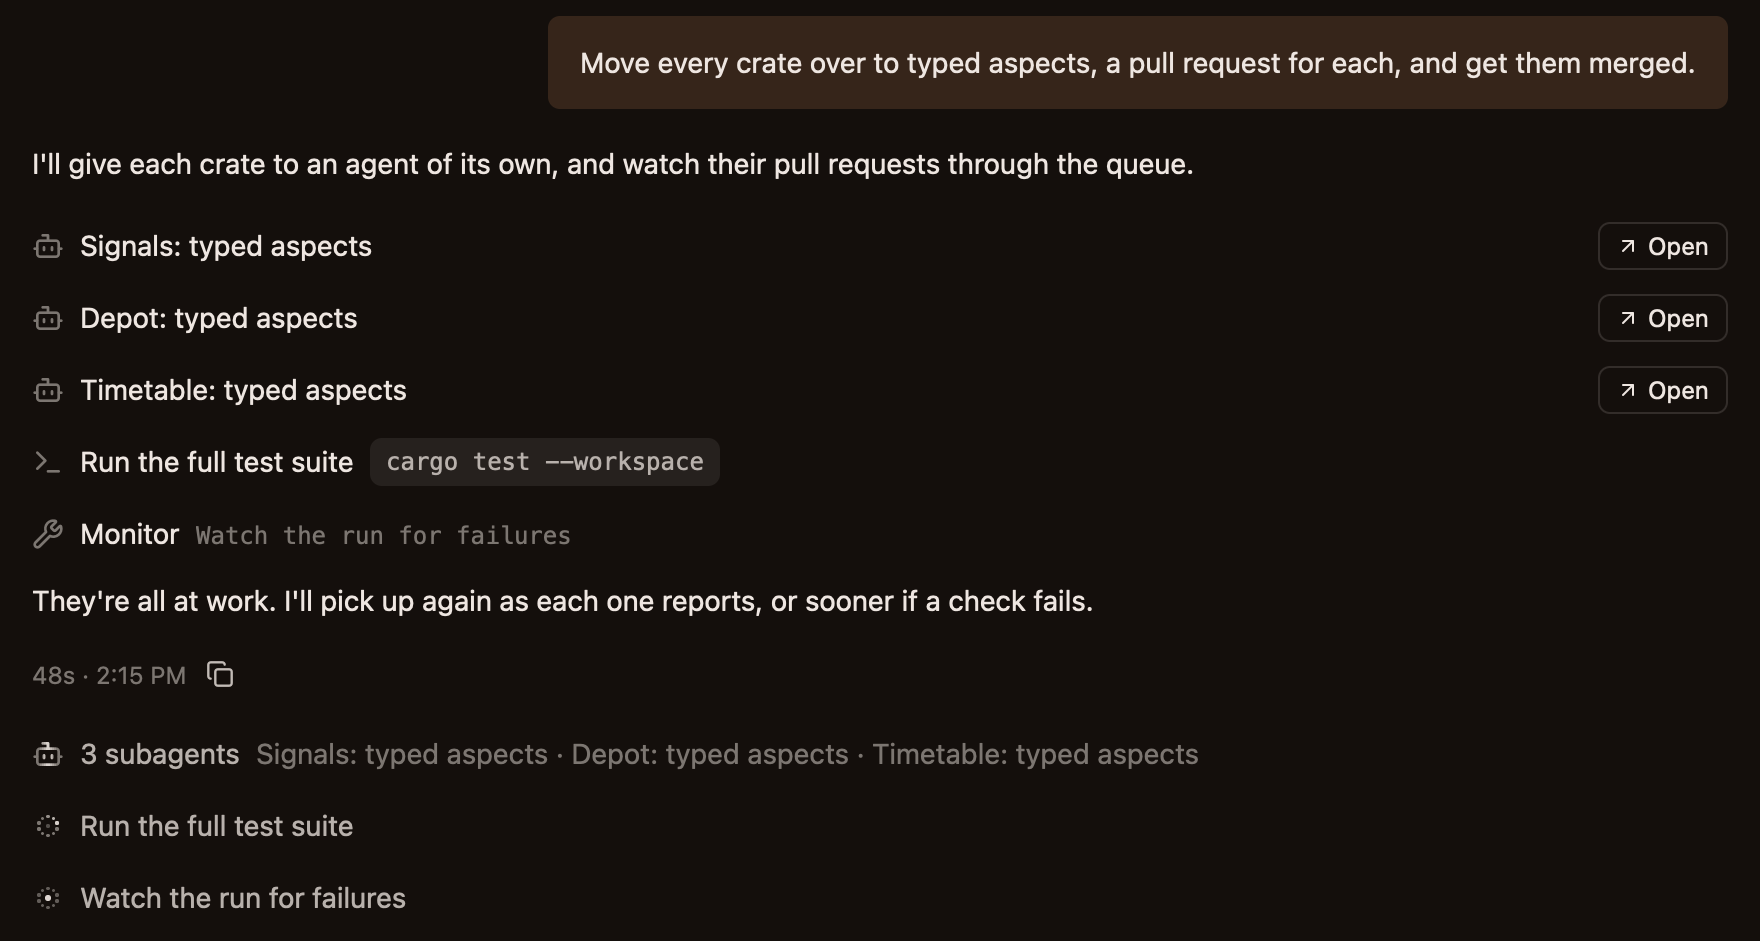 Move every crate over to typed aspects, a pull request for each, and get them merged.
I'll give each crate to an agent of its own, and watch their pull requests through the queue.
Signals: typed aspects Open
Depot: typed aspects Open
Timetable: typed aspects Open
Run the full test suite cargo test --workspace
Monitor Watch the run for failures
They're all at work. I'll pick up again as each one reports, or sooner if a check fails.
48s · 2:15 PM
3 subagents Signals: typed aspects · Depot: typed aspects · Timetable: typed aspects
Run the full test suite
Watch the run for failures